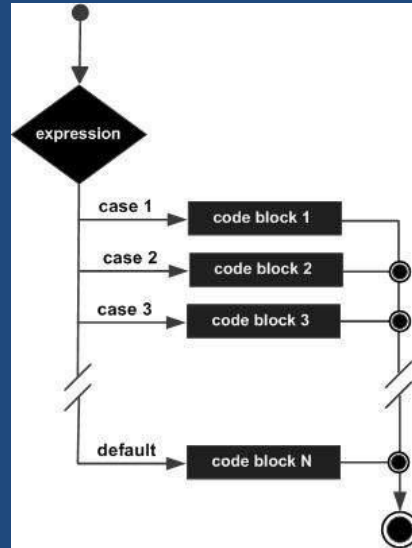 expression
case 1
code block 1
case 2
code block 2
case 3
code block 3
default
code block N